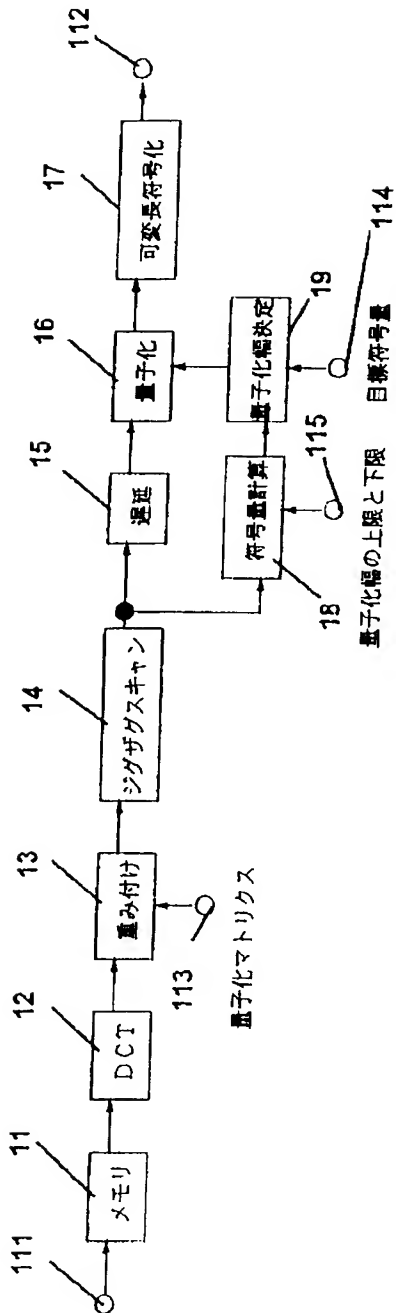 111
11
メモリ
12
DCT
13
重み付け
113
量子化マトリクス
14
ジグザグスキャン
15
遅延
16
量子化
17
可変長符号化
112
18
符号量計算
115
量子化幅の上限と下限
19
量子化幅決定
114
目標符号量